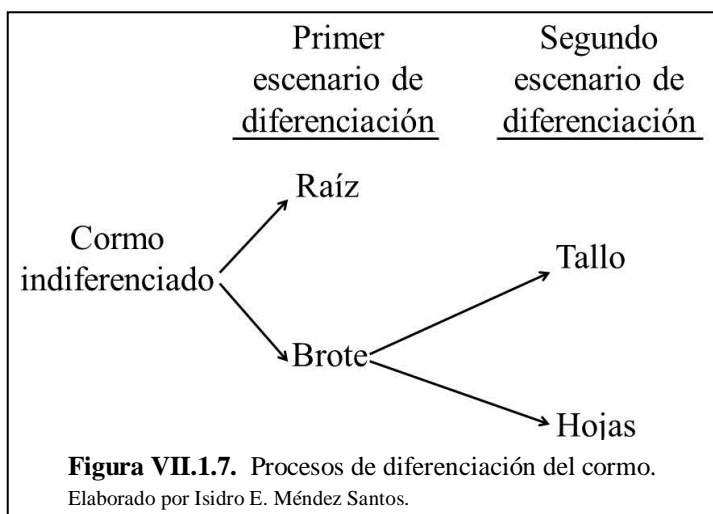 Primer
escenario de
diferenciación
Segundo
escenario de
diferenciación
Raíz
Cormo
indiferenciado
Tallo
Brote
Hojas
Figura VII.1.7. Procesos de diferenciación del cormo.
Elaborado por Isidro E. Méndez Santos.